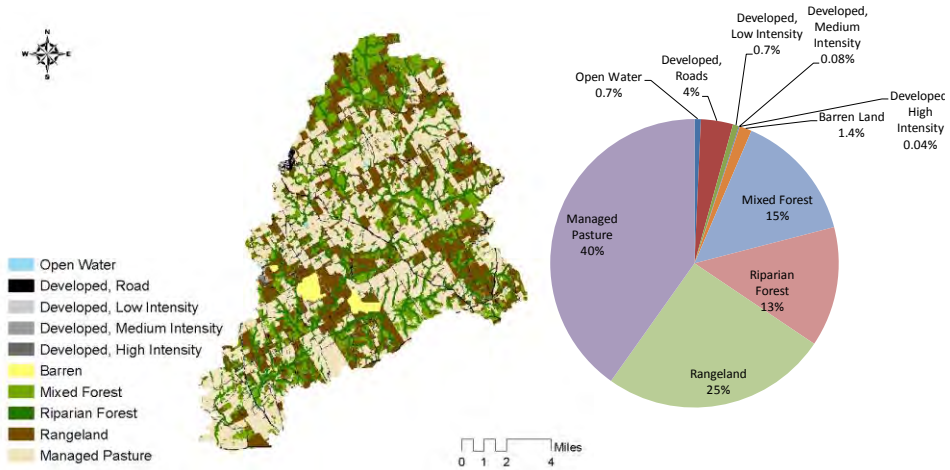 N
W E
S
Open Water
Developed, Road
Developed, Low Intensity
Developed, Medium Intensity
Developed, High Intensity
Barren
Mixed Forest
Riparian Forest
Rangeland
Managed Pasture
Miles
0 1 2 4
Open Water
0.7%
Developed,
Roads
4%
Developed,
Low Intensity
0.7%
Developed,
Medium
Intensity
0.08%
Developed
High
Intensity
0.04%
Barren Land
1.4%
Mixed Forest
15%
Riparian
Forest
13%
Rangeland
25%
Managed
Pasture
40%